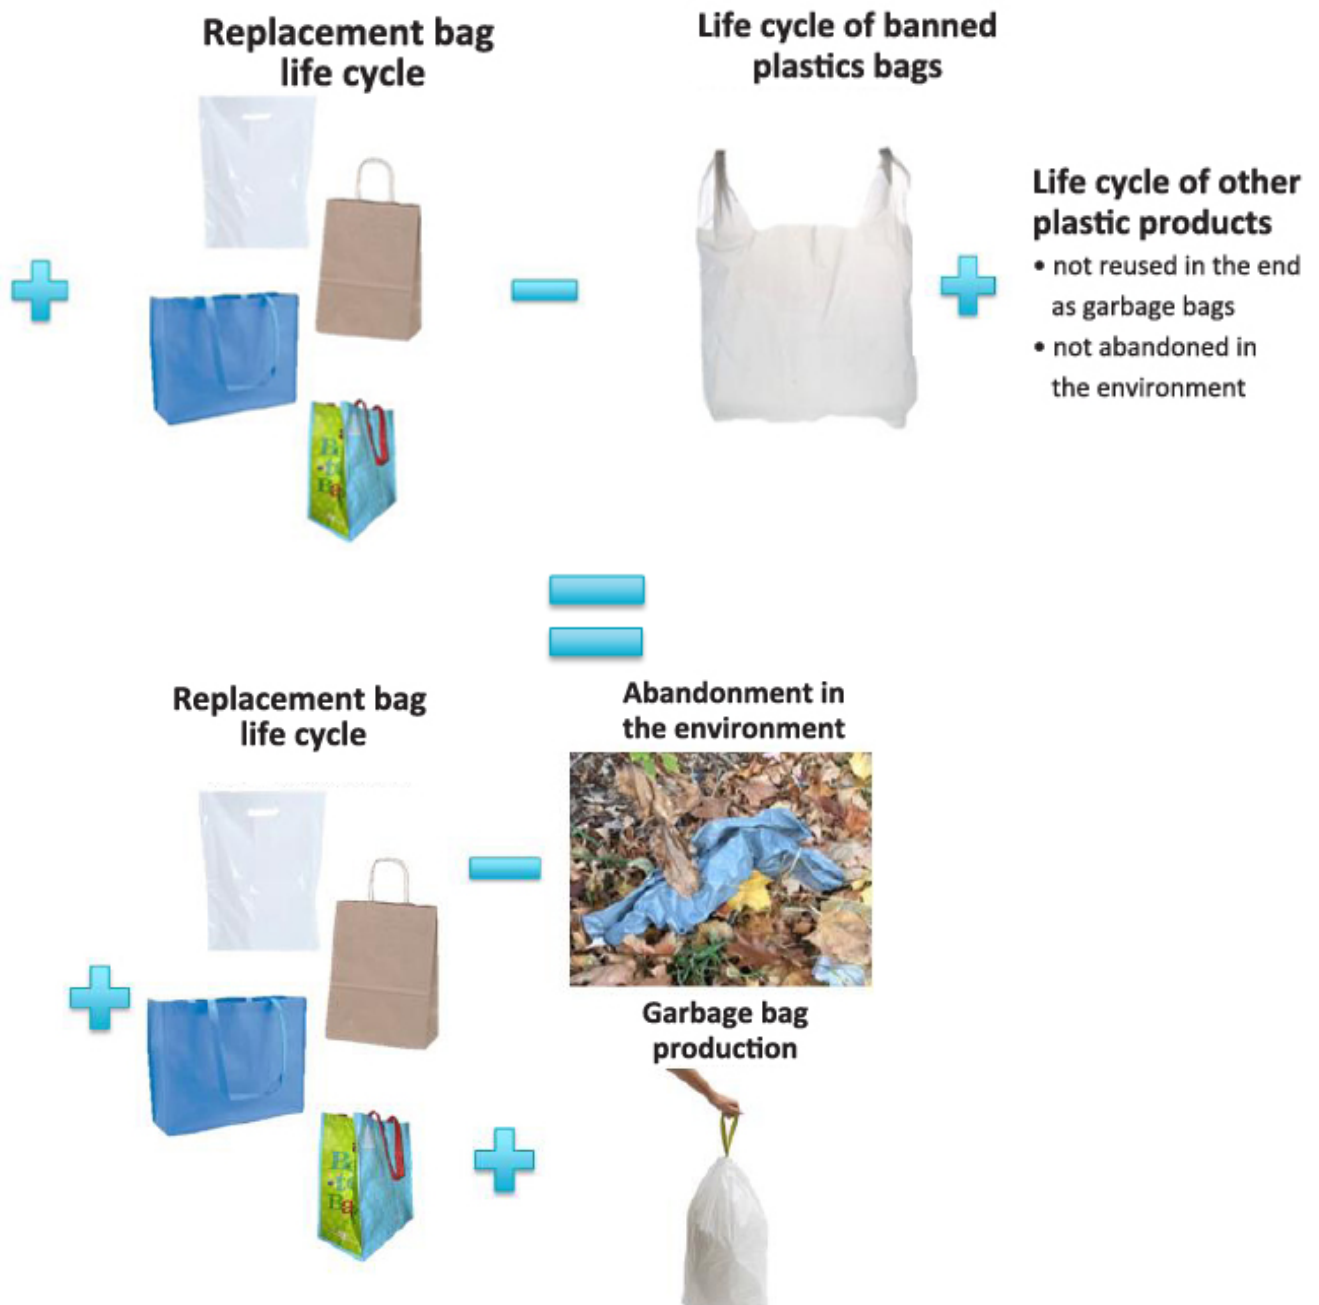 Replacement bag
life cycle
Life cycle of banned
plastics bags
Life cycle of other
plastic products
• not reused in the end
as garbage bags
• not abandoned in
the environment
Replacement bag
life cycle
Abandonment in
the environment
Garbage bag
production